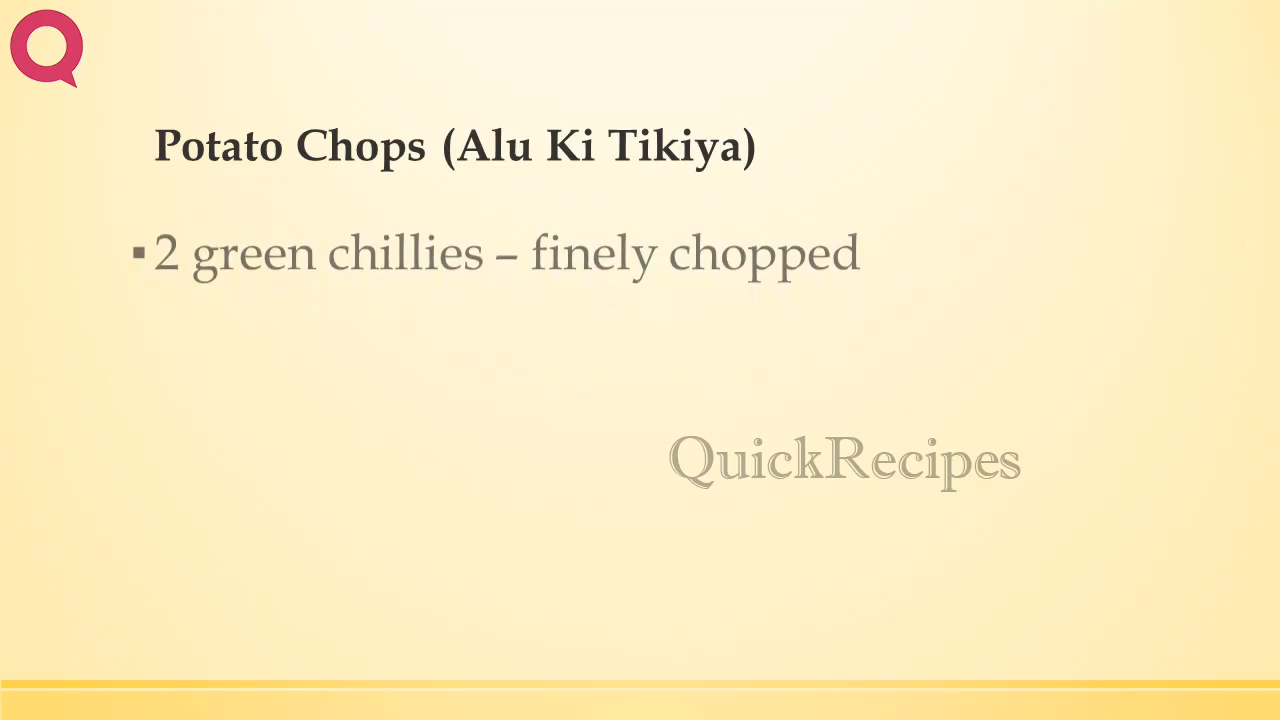 Potato Chops (Alu Ki Tikiya)
▪ 2 green chillies – finely chopped
QuickRecipes